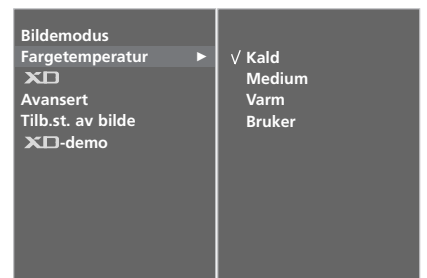 Bildemodus
Fargetemperatur ►
XD
Avansert
Tilb.st. av bilde
XD-demo
√ Kald
Medium
Varm
Bruker